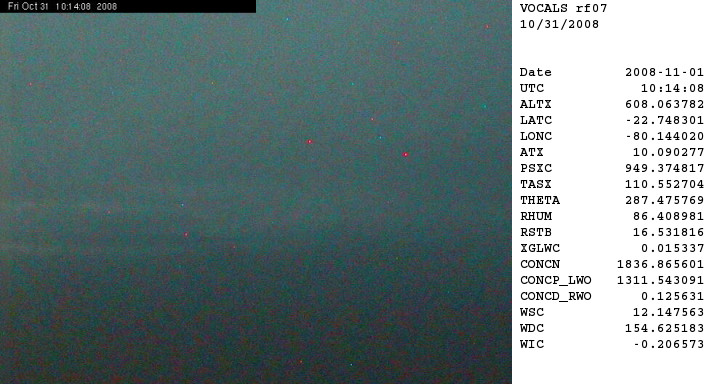 Fri Oct 31 10:14:08 2008
VOCALS rf07
10/31/2008
Date 2008-11-01
UTC 10:14:08
ALTX 608.063782
LATC -22.748301
LONC -80.144020
ATX 10.090277
PSXC 949.374817
TASX 110.552704
THETA 287.475769
RHUM 86.408981
RSTB 16.531816
XGLWC 0.015337
CONCN 1836.865601
CONCP_LWO 1311.543091
CONCD_RWO 0.125631
WSC 12.147563
WDC 154.625183
WIC -0.206573